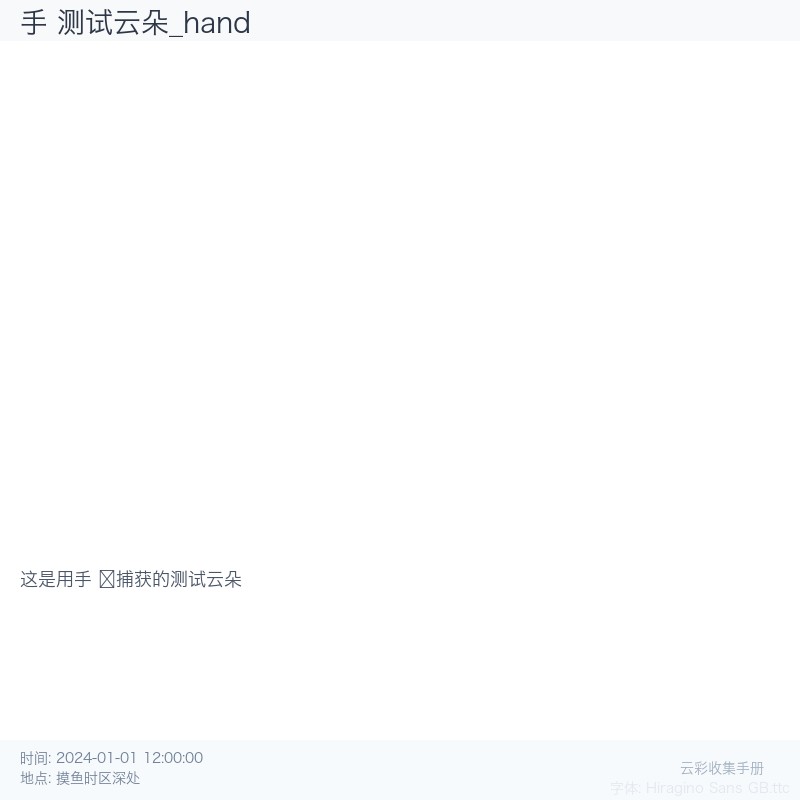 手 测试云朵_hand
这是用手 捕获的测试云朵
时间: 2024-01-01 12:00:00
地点: 摸鱼时区深处
云彩收集手册
字体: Hiragino Sans GB.ttc